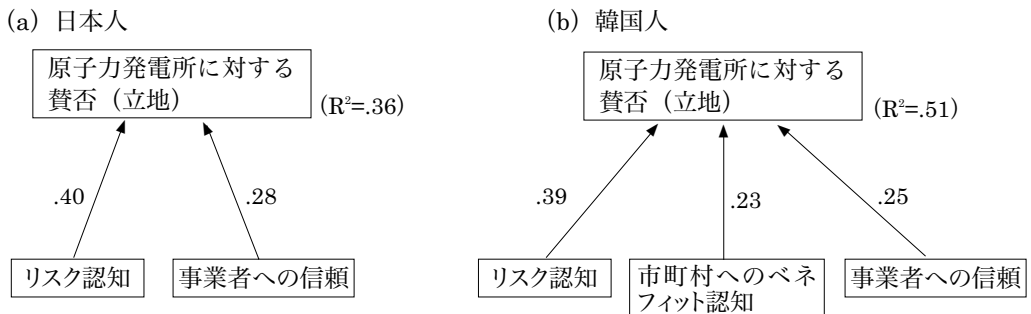 (a) 日本人
原子力発電所に対する
賛否（立地）
(R²=.36)
.40
.28
リスク認知
事業者への信頼
(b) 韓国人
原子力発電所に対する
賛否（立地）
(R²=.51)
.39
.23
.25
リスク認知
市町村へのベネ
フィット認知
事業者への信頼